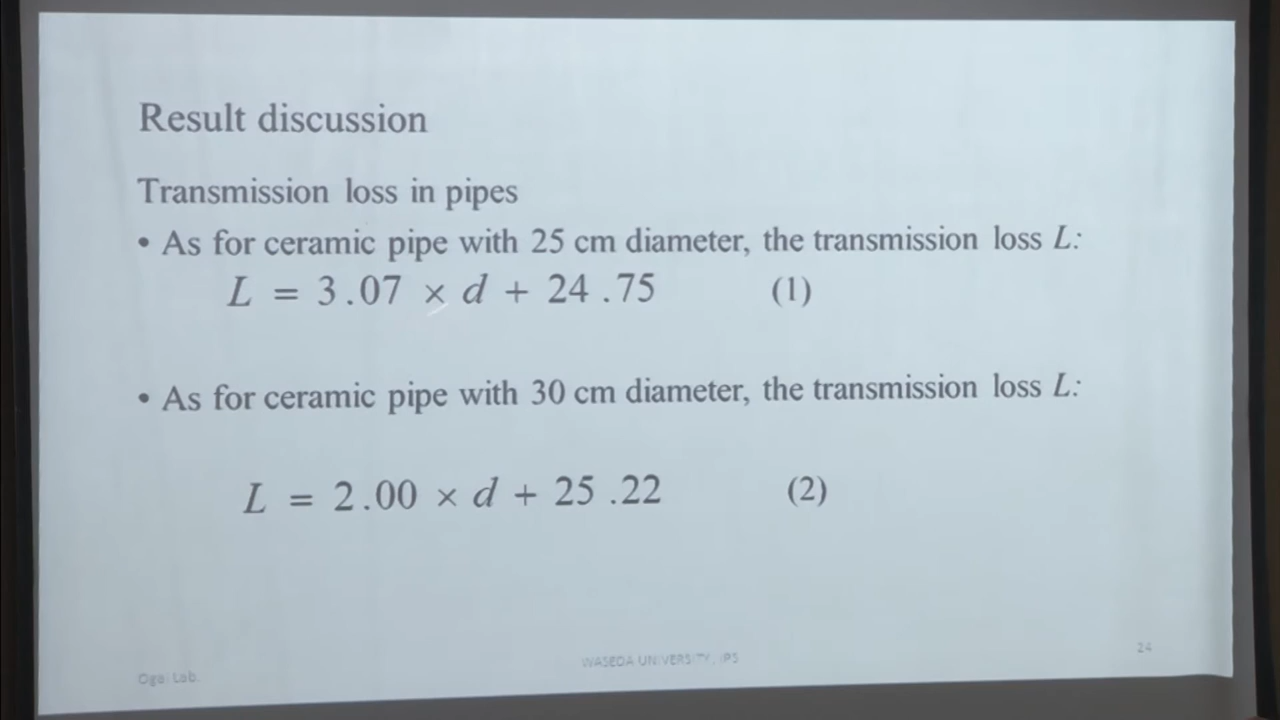 Result discussion
Transmission loss in pipes
• As for ceramic pipe with 25 cm diameter, the transmission loss L:
L = 3.07 × d + 24.75 (1)
• As for ceramic pipe with 30 cm diameter, the transmission loss L:
L = 2.00 × d + 25.22 (2)
WASEDA UNIVERSITY, IPS
24
Ogai Lab.